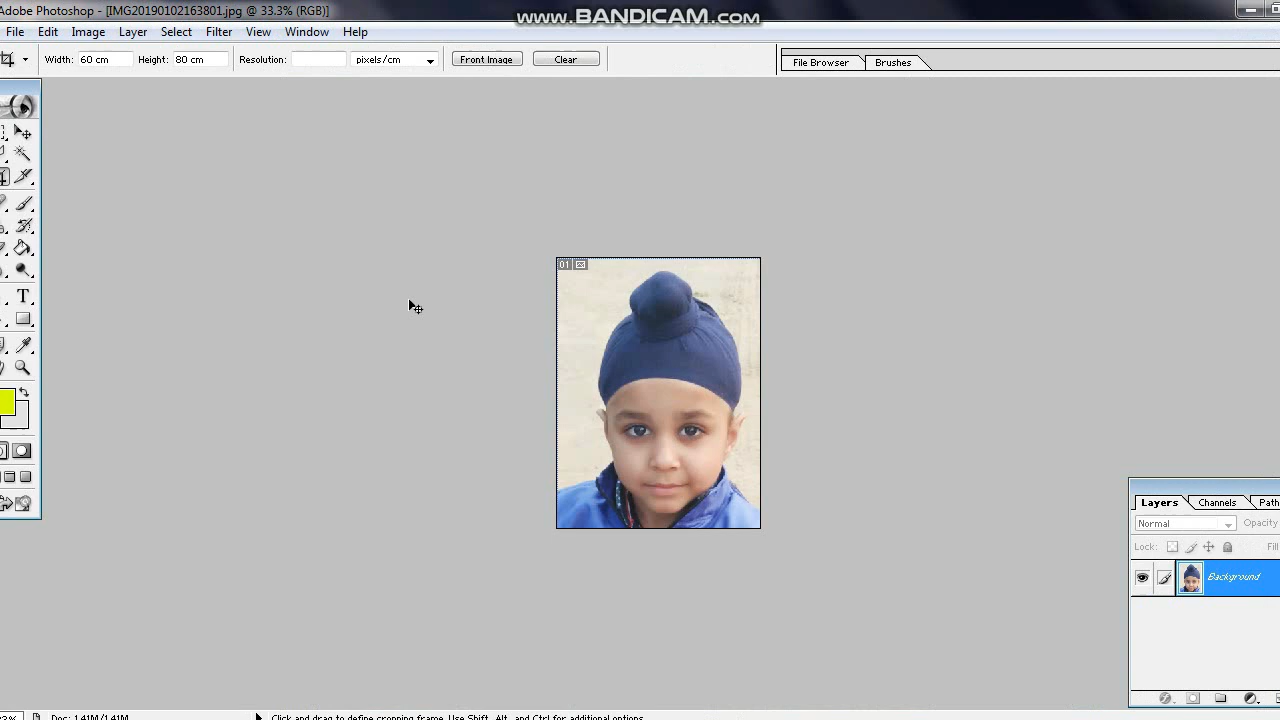 Adobe Photoshop - [IMG20190102163801.jpg @ 33.3% (RGB)]
www.BANDICAM.com
File Edit Image Layer Select Filter View Window Help
Width: 60 cm Height: 80 cm Resolution: pixels/cm Front Image Clear File Browser Brushes
01
T
Layers Channels Path
Normal Opacity
Lock: Fill
Background
Doc: 1.41M/1.41M Click and drag to define cropping frame. Use Shift, Alt, and Ctrl for additional options.